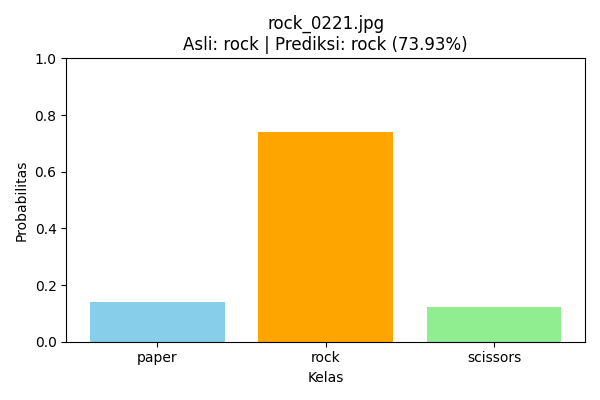 rock_0221.jpg
Asli: rock | Prediksi: rock (73.93%)
1.0
0.8
0.6
0.4
0.2
0.0
Probabilitas
paper rock scissors
Kelas